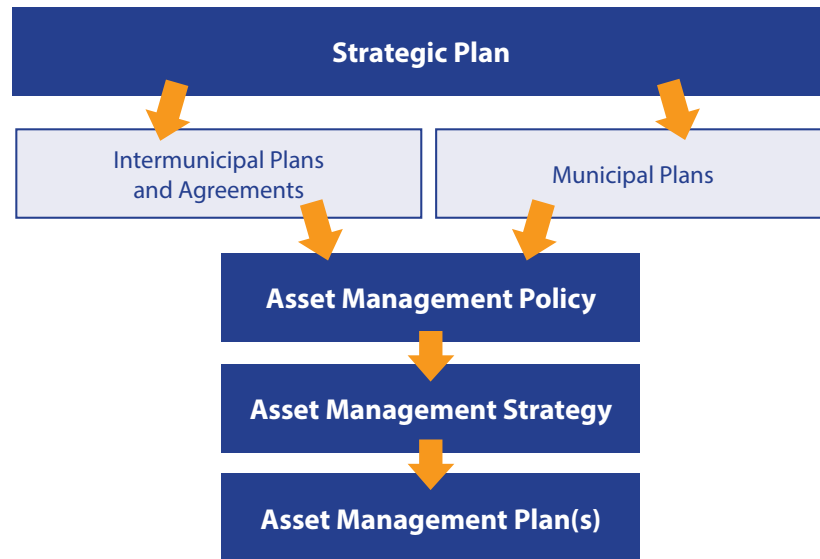 Strategic Plan
Intermunicipal Plans
and Agreements
Municipal Plans
Asset Management Policy
Asset Management Strategy
Asset Management Plan(s)